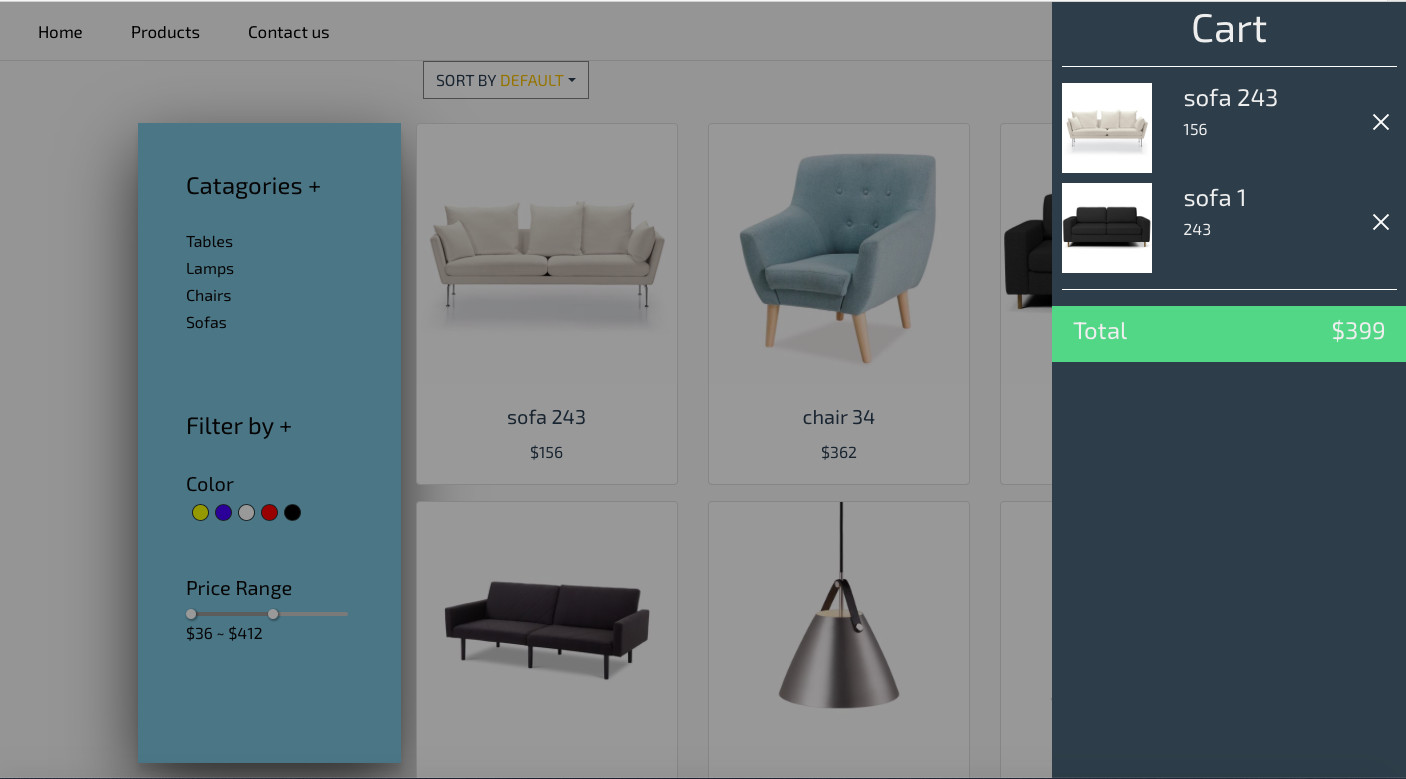 Home
Products
Contact us
SORT BY DEFAULT
Catagories +
Tables
Lamps
Chairs
Sofas
Filter by +
Color
Price Range
$36 ~ $412
sofa 243
$156
chair 34
$362
Cart
sofa 243
156
sofa 1
243
Total $399